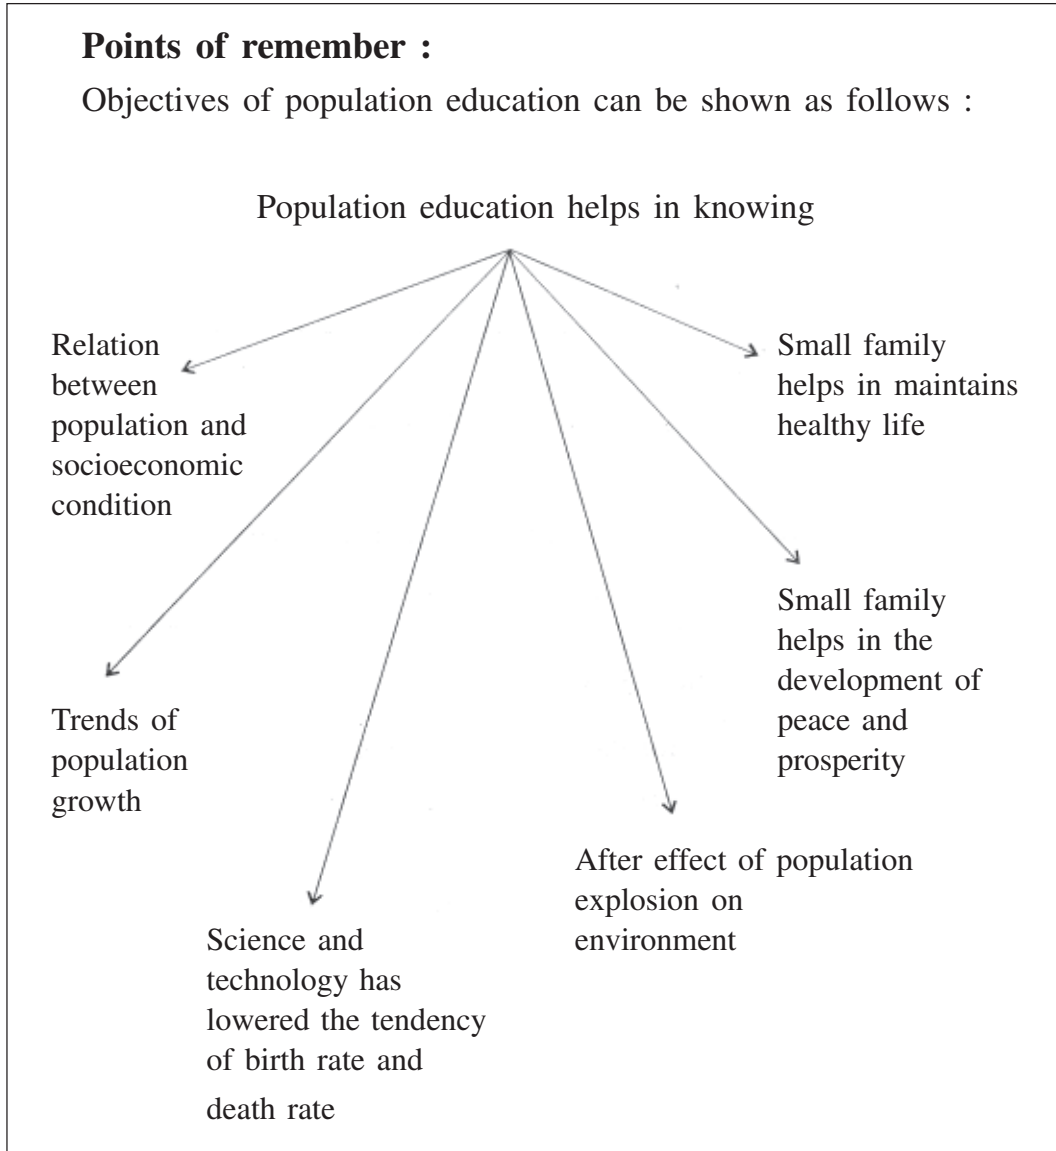 Points of remember :
Objectives of population education can be shown as follows :
Population education helps in knowing
Relation
between
population and
socioeconomic
condition
Small family
helps in maintains
healthy life
Trends of
population
growth
Small family
helps in the
development of
peace and
prosperity
Science and
technology has
lowered the tendency
of birth rate and
death rate
After effect of population
explosion on
environment